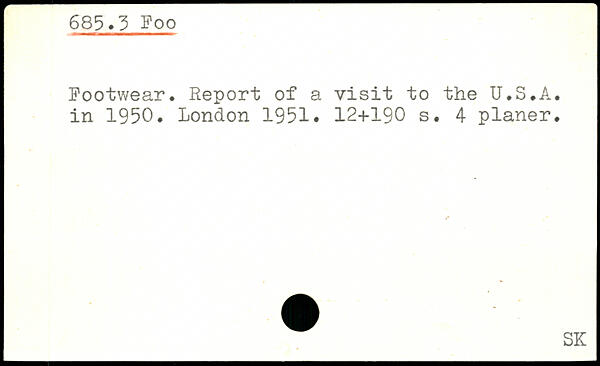 685.3 Foo
Footwear. Report of a visit to the U.S.A.
in 1950. London 1951. 12+190 s. 4 planer.
SK